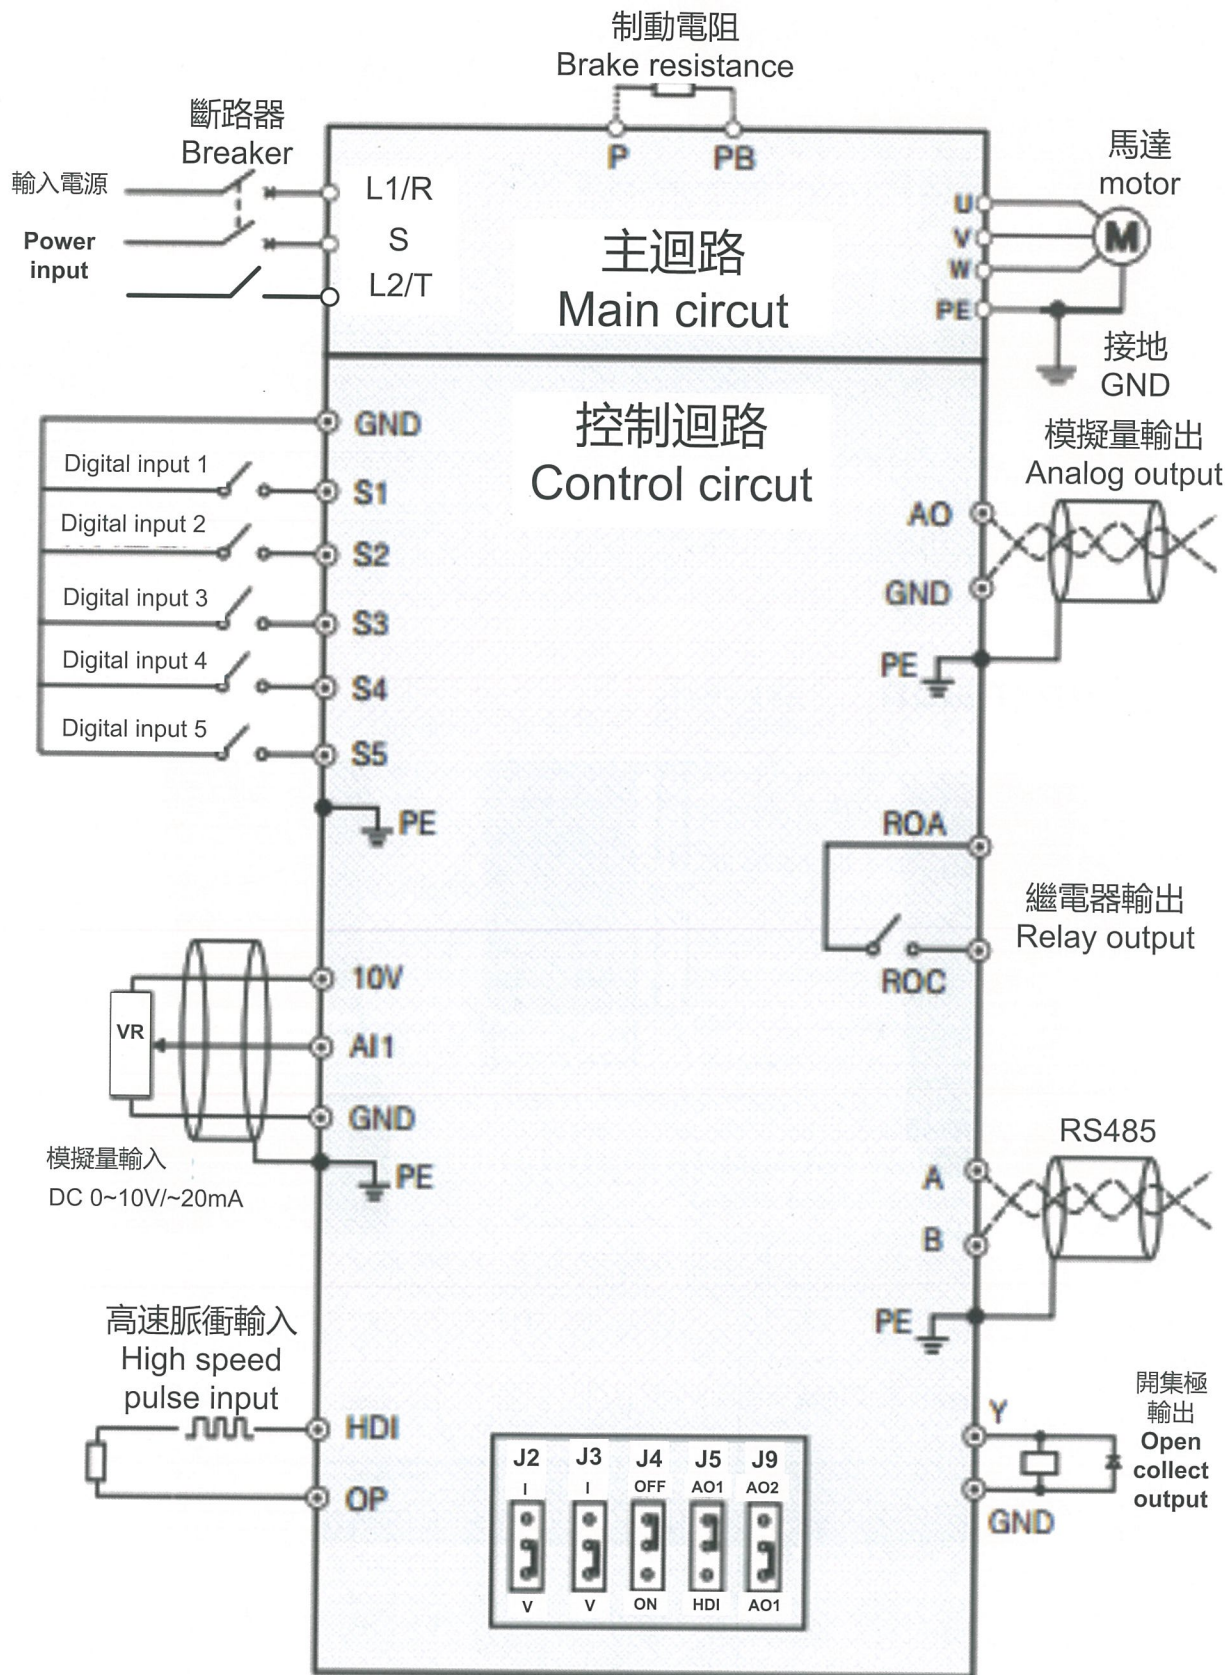 制動電阻
Brake resistance
P
PB
斷路器
Breaker
輸入電源
Power
input
L1/R
S
L2/T
主迴路
Main circut
U
V
W
PE
M
馬達
motor
接地
GND
控制迴路
Control circut
GND
Digital input 1
S1
Digital input 2
S2
Digital input 3
S3
Digital input 4
S4
Digital input 5
S5
PE
模擬量輸出
Analog output
AO
GND
PE
ROA
ROC
繼電器輸出
Relay output
10V
VR
AI1
GND
PE
模擬量輸入
DC 0~10V/~20mA
RS485
A
B
PE
高速脈衝輸入
High speed
pulse input
HDI
OP
J2 J3 J4 J5 J9
I I OFF AO1 AO2
V V ON HDI AO1
Y
GND
開集極
輸出
Open
collect
output